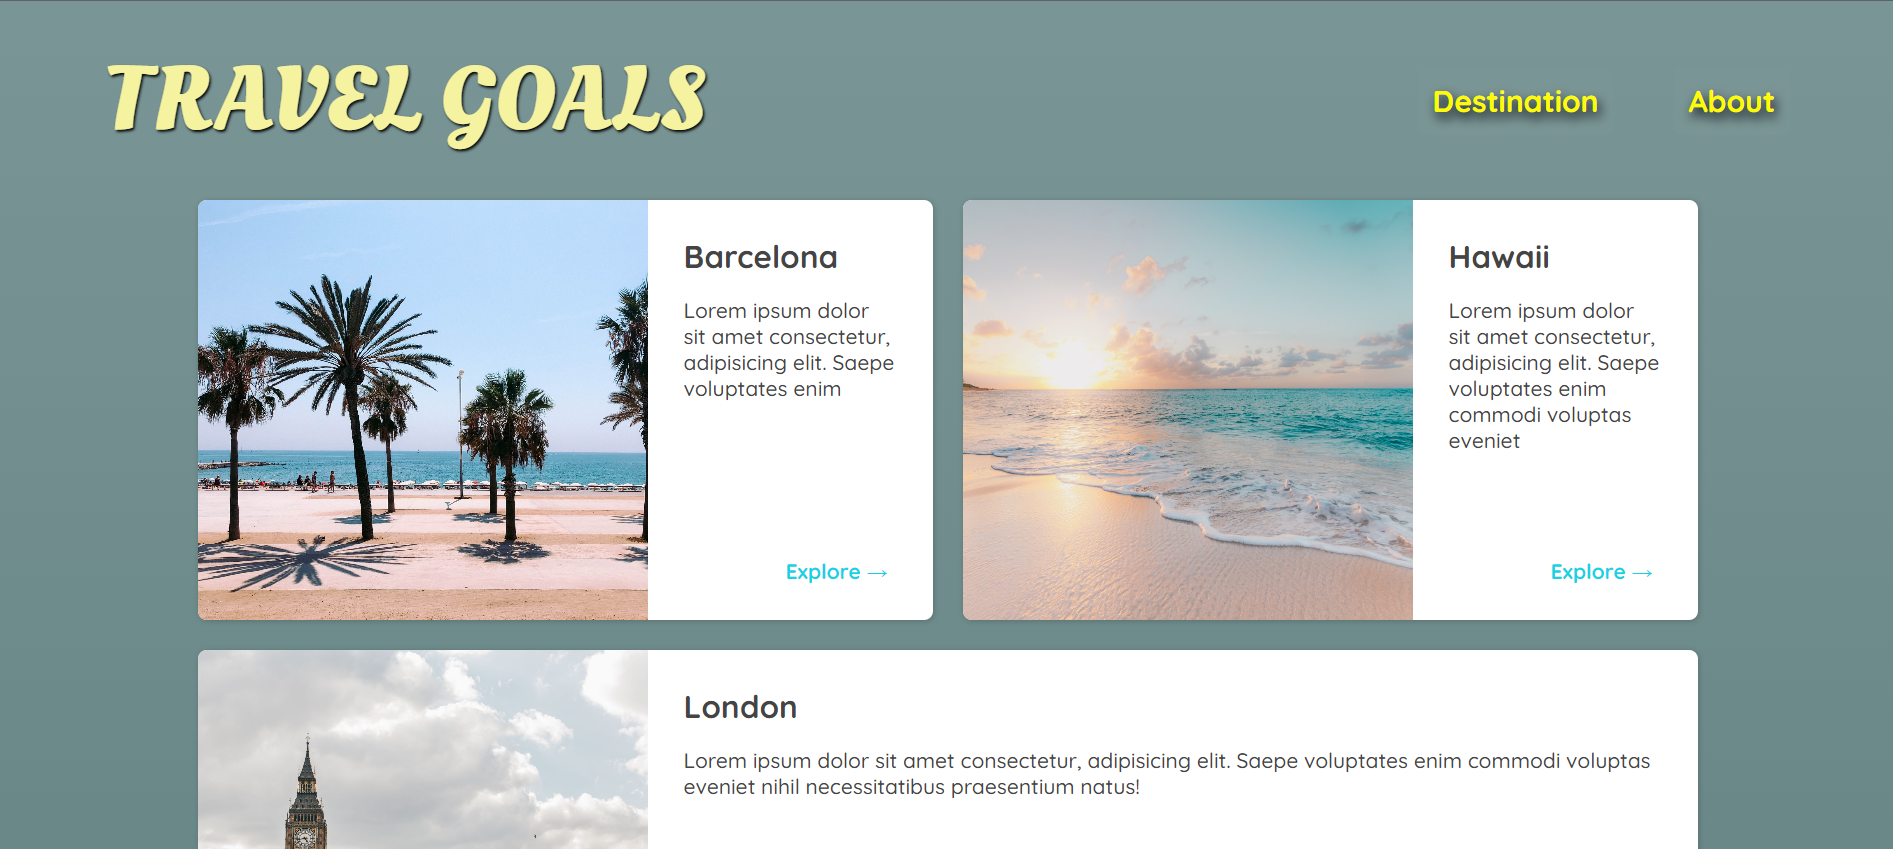 TRAVEL GOALS
Destination
About
Barcelona
Lorem ipsum dolor
sit amet consectetur,
adipisicing elit. Saepe
voluptates enim
Explore →
Hawaii
Lorem ipsum dolor
sit amet consectetur,
adipisicing elit. Saepe
voluptates enim
commodi voluptas
eveniet
Explore →
London
Lorem ipsum dolor sit amet consectetur, adipisicing elit. Saepe voluptates enim commodi voluptas
eveniet nihil necessitatibus praesentium natus!